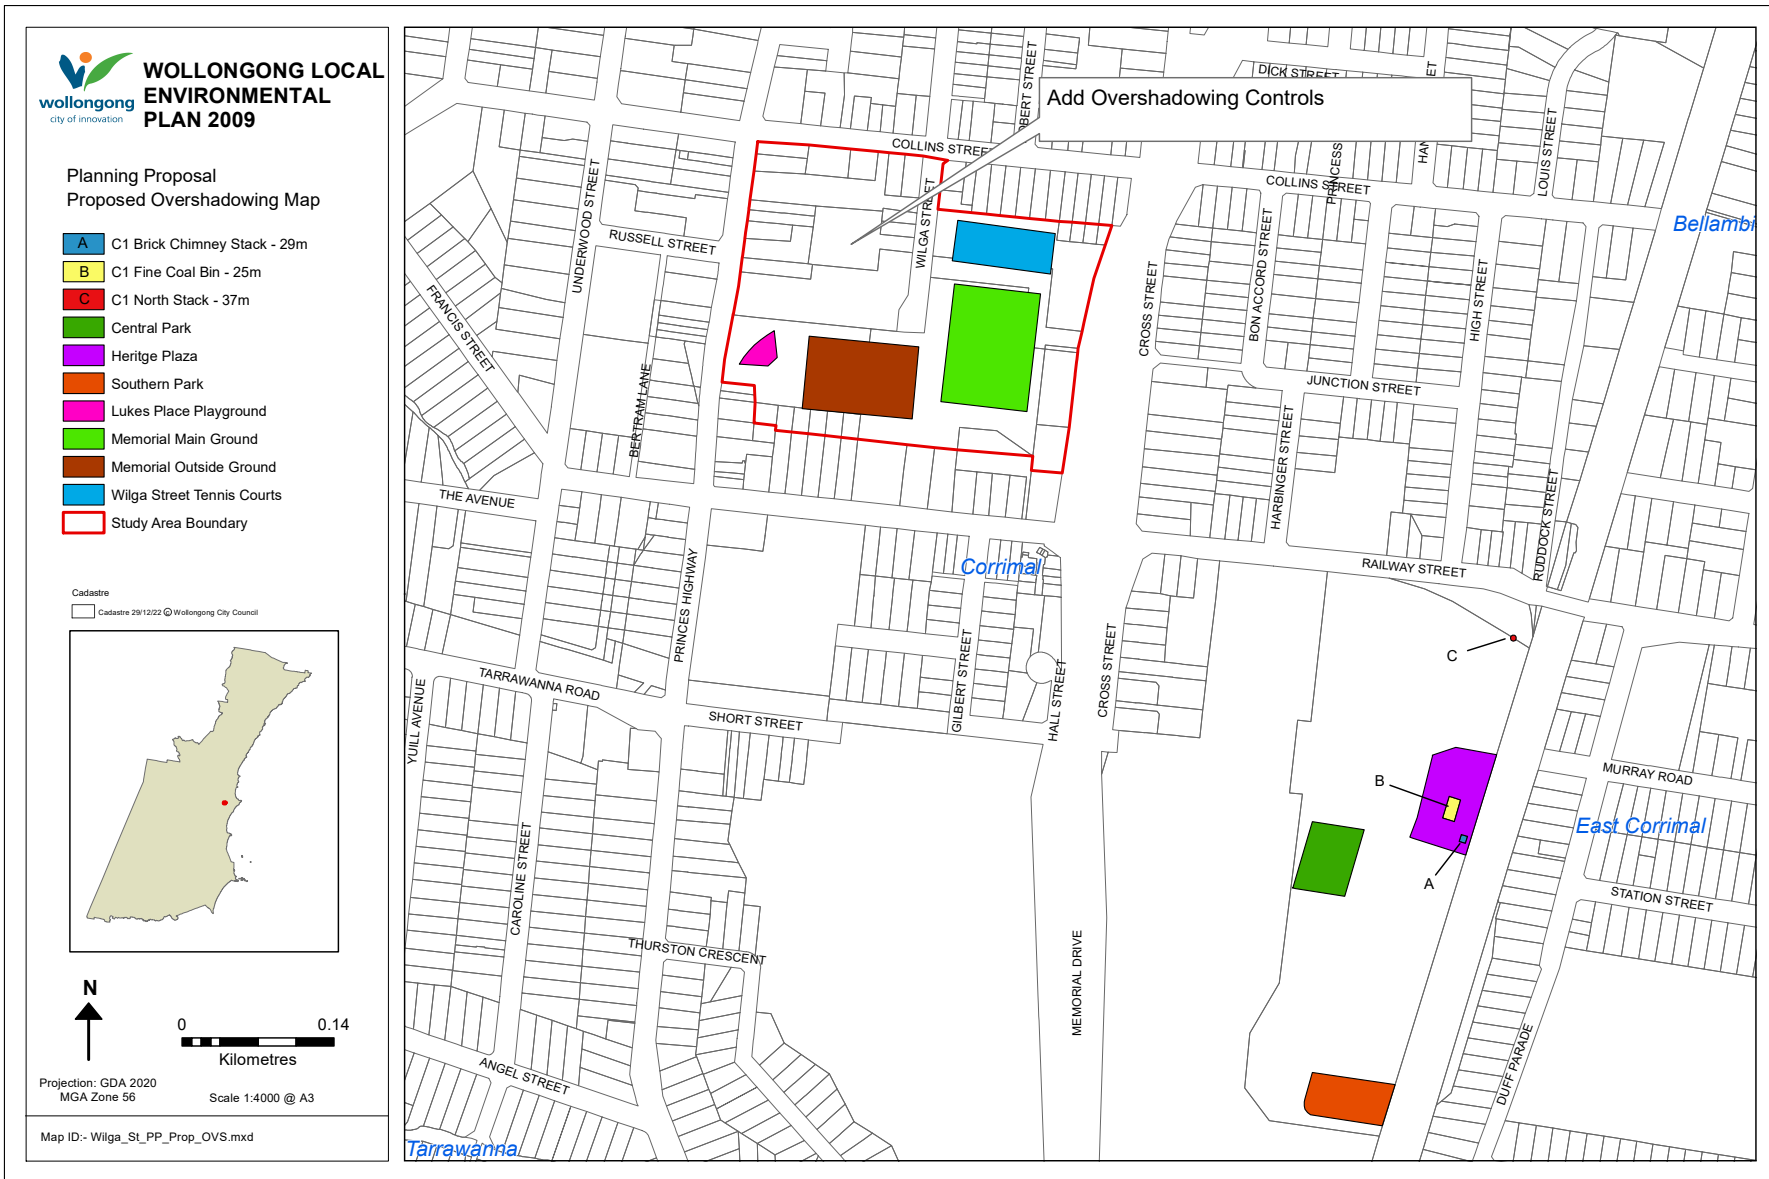 wollongong
city of innovation
WOLLONGONG LOCAL
ENVIRONMENTAL
PLAN 2009
Planning Proposal
Proposed Overshadowing Map
A C1 Brick Chimney Stack - 29m
B C1 Fine Coal Bin - 25m
C C1 North Stack - 37m
Central Park
Heritge Plaza
Southern Park
Lukes Place Playground
Memorial Main Ground
Memorial Outside Ground
Wilga Street Tennis Courts
Study Area Boundary
Cadastre
Cadastre 29/12/22 © Wollongong City Council
N
0 0.14
Kilometres
Projection: GDA 2020
MGA Zone 56
Scale 1:4000 @ A3
Map ID:- Wilga_St_PP_Prop_OVS.mxd
Add Overshadowing Controls
DICK STREET
COLLINS STREET
COLLINS STREET
PRINCESS
LOUIS STREET
Bellambi
UNDERWOOD STREET
RUSSELL STREET
WILGA STREET
FRANCIS STREET
BERTRAM LANE
CROSS STREET
BON ACCORD STREET
HIGH STREET
JUNCTION STREET
HARBINGER STREET
RUDDOCK STREET
THE AVENUE
PRINCES HIGHWAY
Corrimal
RAILWAY STREET
GILBERT STREET
HALL STREET
CROSS STREET
C
TARRAWANNA ROAD
YUILL AVENUE
SHORT STREET
MURRAY ROAD
B
East Corrimal
A
STATION STREET
CAROLINE STREET
THURSTON CRESCENT
MEMORIAL DRIVE
DUFF PARADE
ANGEL STREET
Tarrawanna